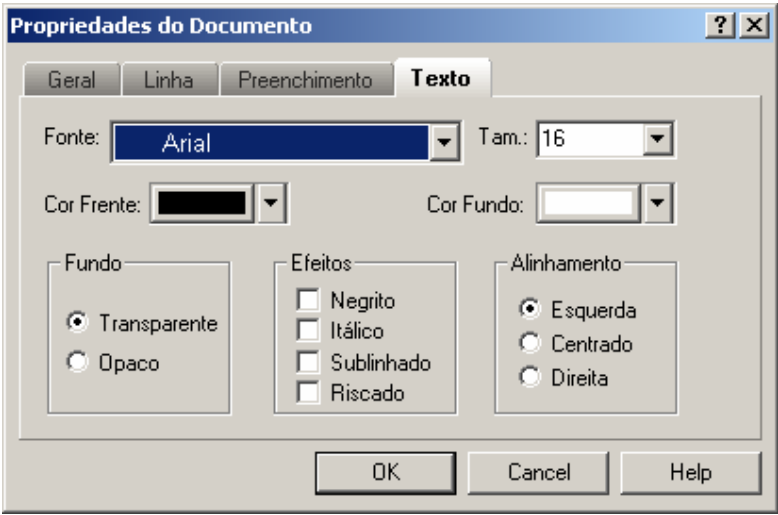 Propriedades do Documento
Geral Linha Preenchimento Texto
Fonte: Arial Tam.: 16
Cor Frente: Cor Fundo:
Fundo Efeitos Alinhamento
Transparente
Opaco
Negrito
Itálico
Sublinhado
Riscado
Esquerda
Centrado
Direita
OK Cancel Help